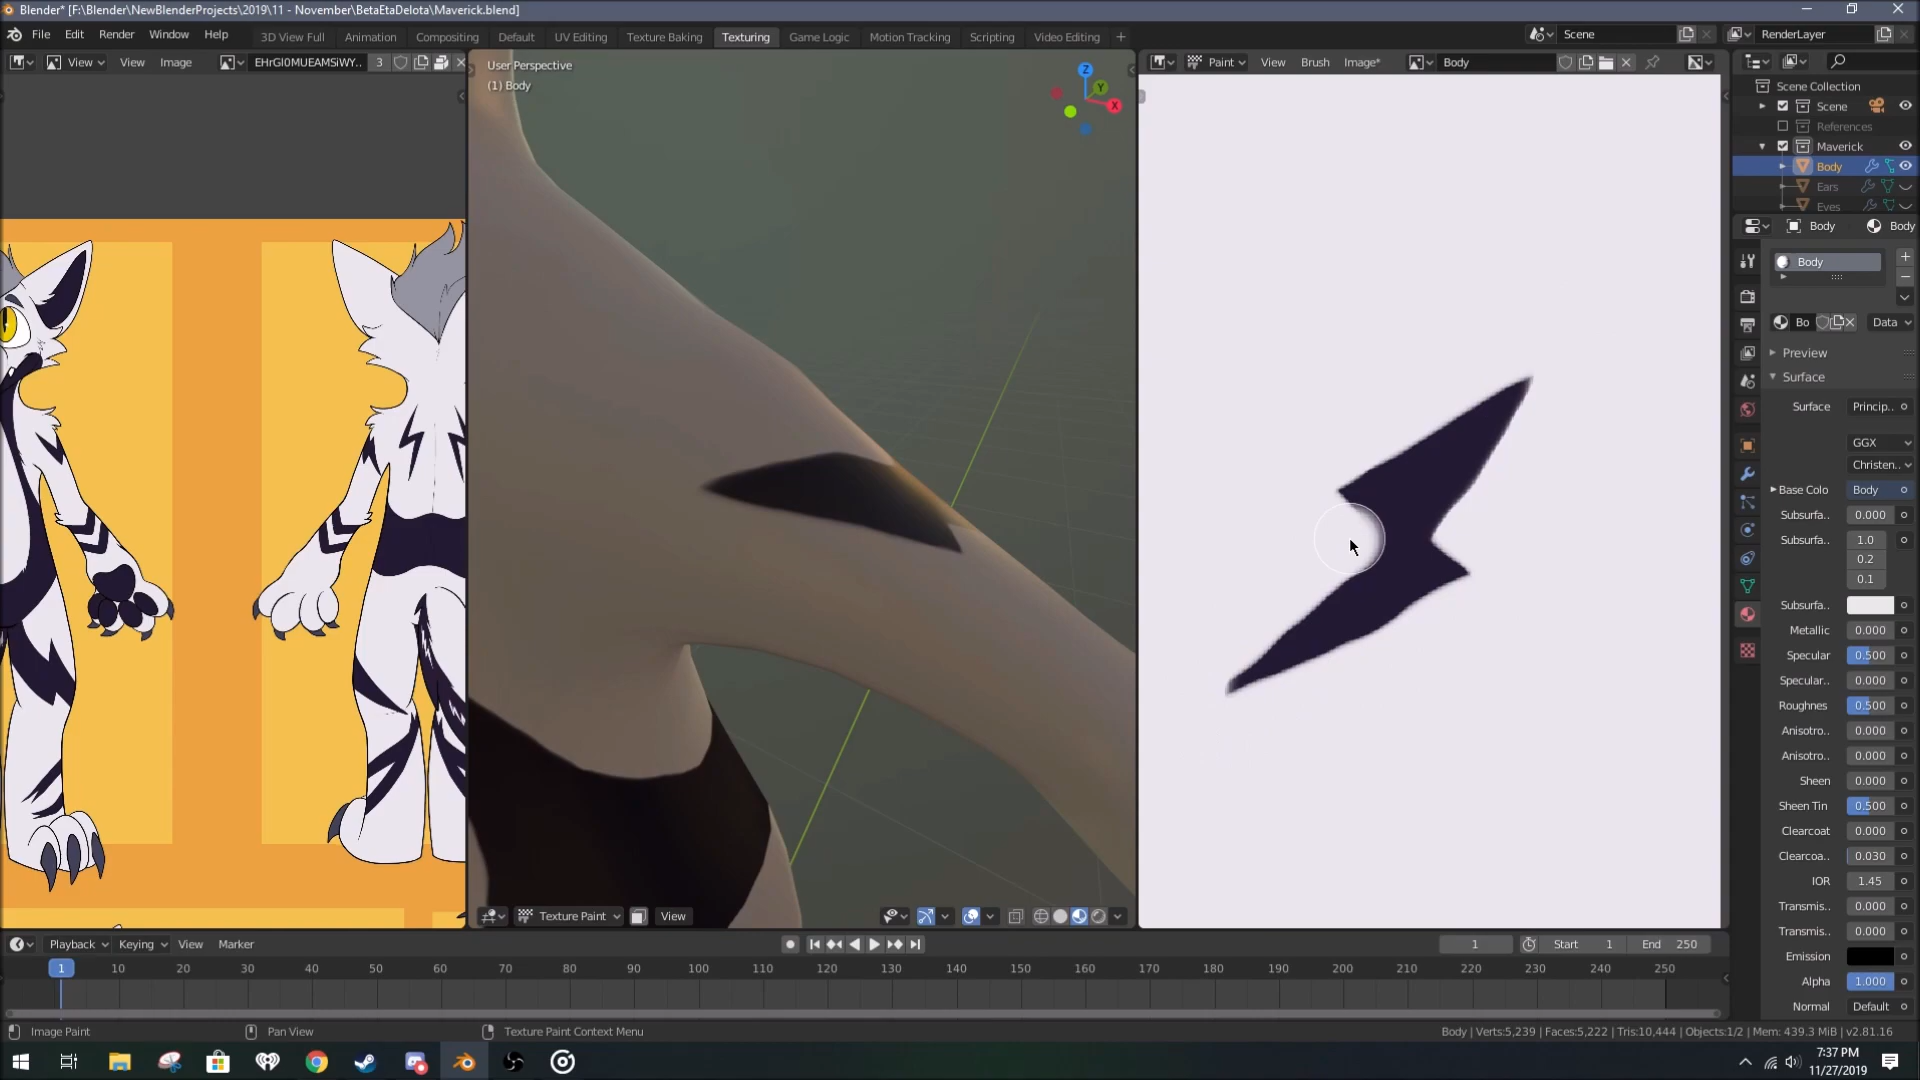 Blender* [F:\Blender\NewBlenderProjects\2019\11 - November\BetaEtaDelota\Maverick.blend]
File Edit Render Window Help 3D View Full Animation Compositing Default UV Editing Texture Baking Texturing Game Logic Motion Tracking Scripting Video Editing + Scene RenderLayer
View View Image EHrGl0MUEAMSiWY.. 3
User Perspective
(1) Body
Z
Y
X
Paint View Brush Image* Body
Scene Collection
Scene
References
Maverick
Body
Ears
Eyes
Body Body
Body
Bo Data
Preview
Surface
Surface Princip..
GGX
Christen..
Base Colo Body
Subsurfa.. 0.000
Subsurfa.. 1.0
0.2
0.1
Subsurfa..
Metallic 0.000
Specular 0.500
Specular.. 0.000
Roughnes 0.500
Anisotro.. 0.000
Anisotro.. 0.000
Sheen 0.000
Sheen Tin 0.500
Clearcoat 0.000
Clearcoa.. 0.030
IOR 1.45
Transmis.. 0.000
Transmis.. 0.000
Emission
Alpha 1.000
Normal Default
Texture Paint View
Playback Keying View Marker 1 Start 1 End 250
1 10 20 30 40 50 60 70 80 90 100 110 120 130 140 150 160 170 180 190 200 210 220 230 240 250
Image Paint Pan View Texture Paint Context Menu Body | Verts:5,239 | Faces:5,222 | Tris:10,444 | Objects:1/2 | Mem: 439.3 MiB | v2.81.16
7:37 PM
11/27/2019